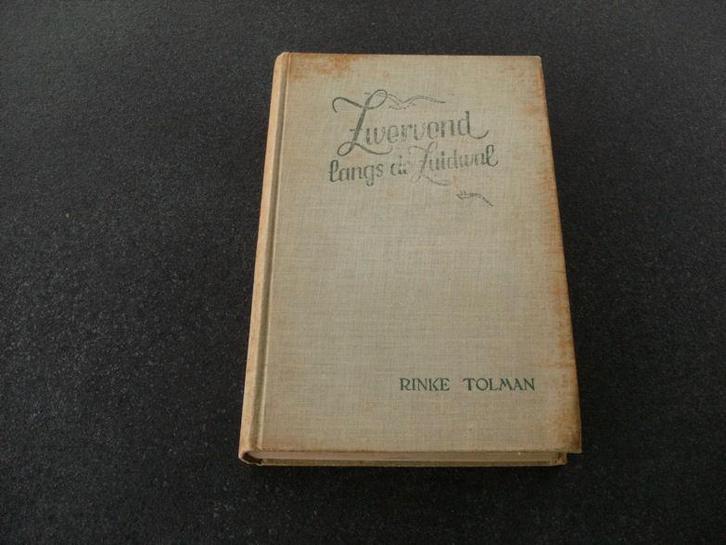 Zwervend
langs de Zuidwal
RINKE TOLMAN